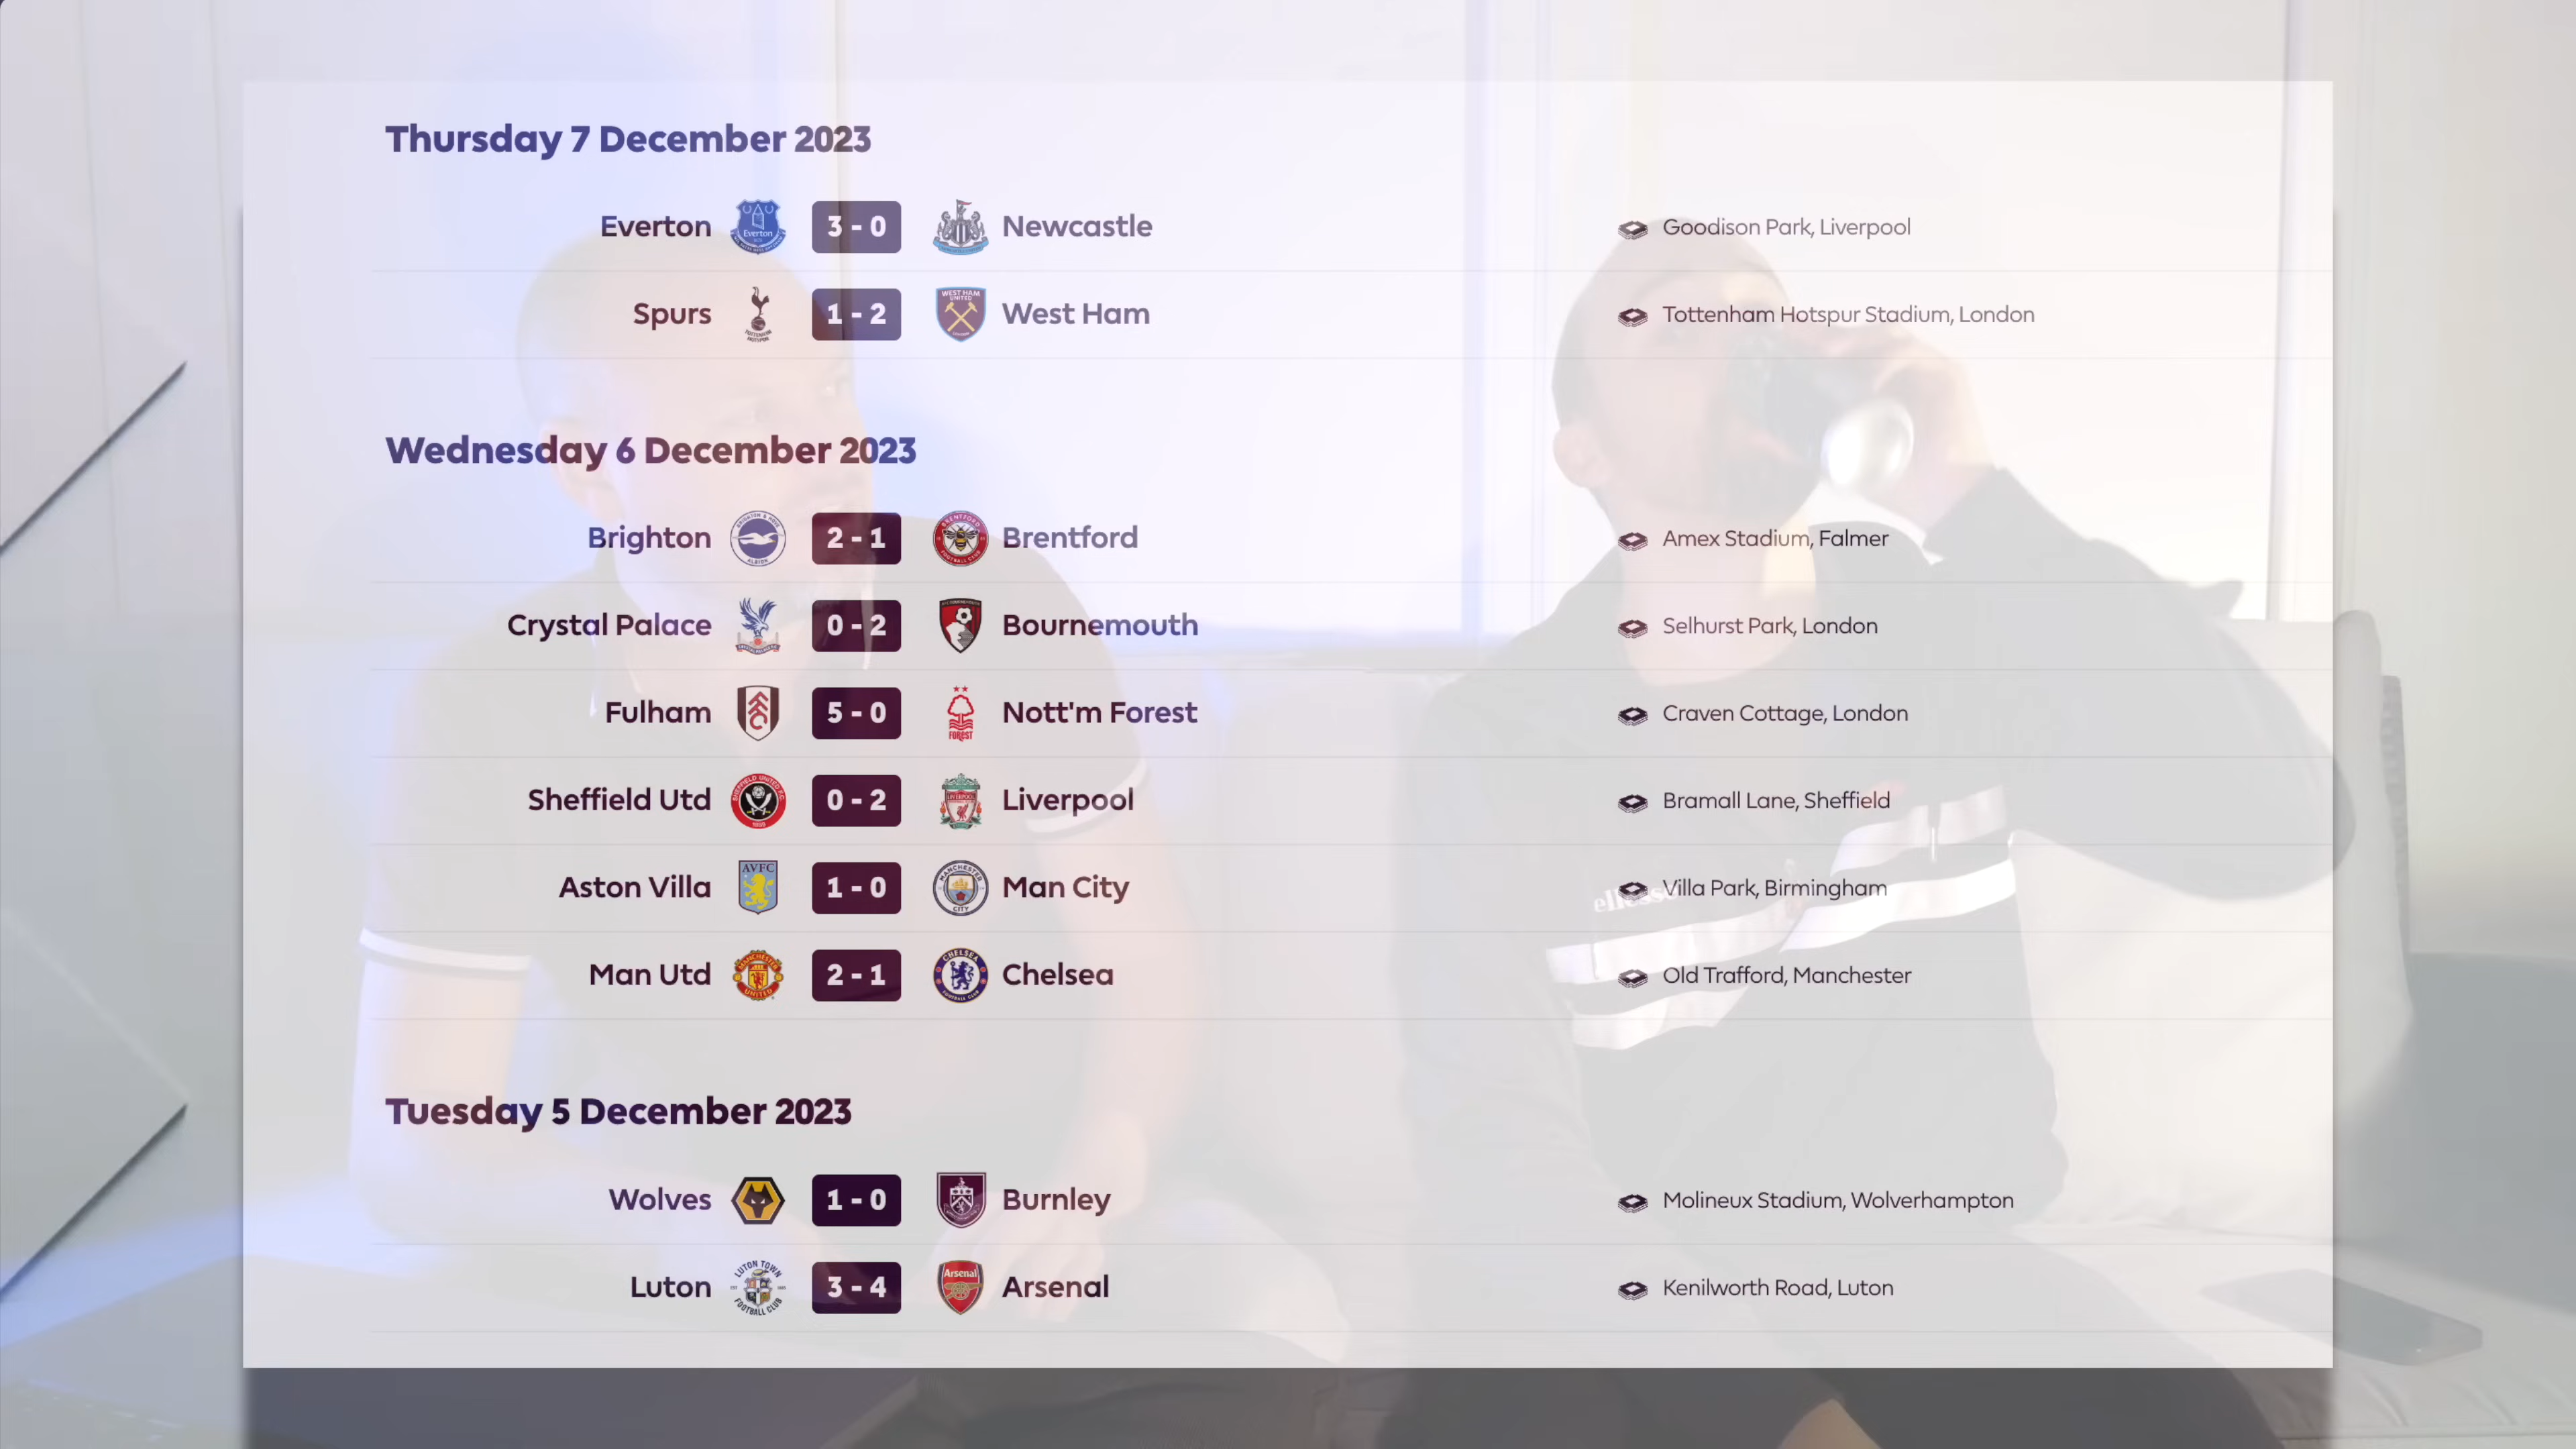 Thursday 7 December 2023
Everton 3 - 0 Newcastle Goodison Park, Liverpool
Spurs 1 - 2 West Ham Tottenham Hotspur Stadium, London
Wednesday 6 December 2023
Brighton 2 - 1 Brentford Amex Stadium, Falmer
Crystal Palace 0 - 2 Bournemouth Selhurst Park, London
Fulham 5 - 0 Nott'm Forest Craven Cottage, London
Sheffield Utd 0 - 2 Liverpool Bramall Lane, Sheffield
Aston Villa 1 - 0 Man City Villa Park, Birmingham
Man Utd 2 - 1 Chelsea Old Trafford, Manchester
Tuesday 5 December 2023
Wolves 1 - 0 Burnley Molineux Stadium, Wolverhampton
Luton 3 - 4 Arsenal Kenilworth Road, Luton